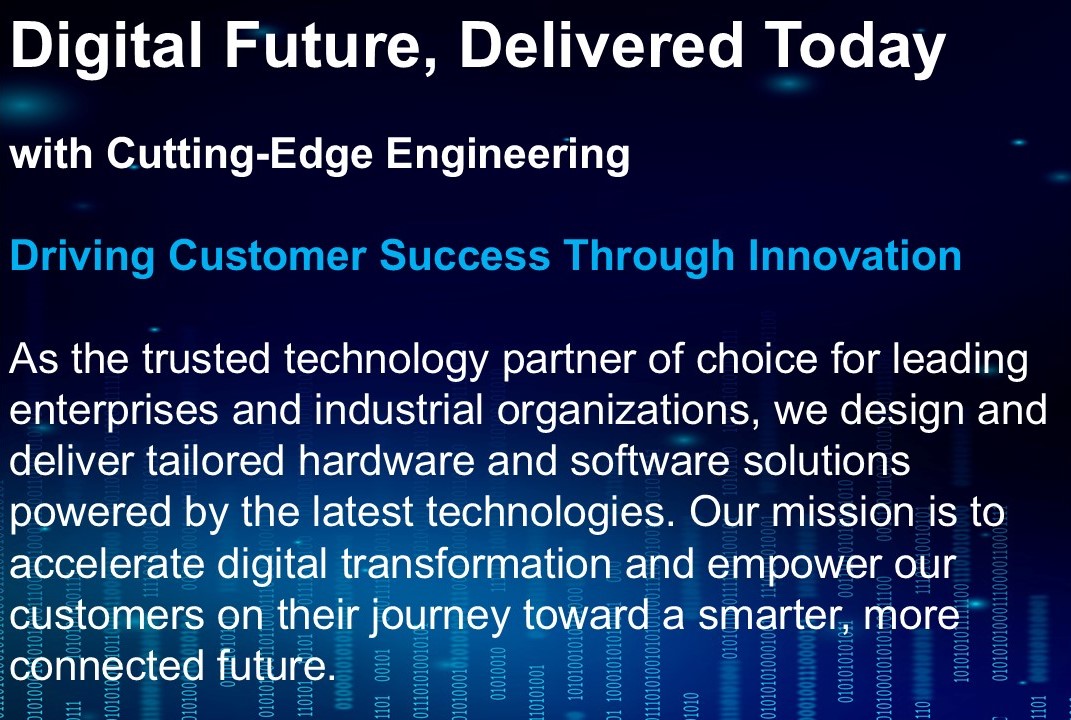 Digital Future, Delivered Today
with Cutting-Edge Engineering
Driving Customer Success Through Innovation
As the trusted technology partner of choice for leading
enterprises and industrial organizations, we design and
deliver tailored hardware and software solutions
powered by the latest technologies. Our mission is to
accelerate digital transformation and empower our
customers on their journey toward a smarter, more
connected future.